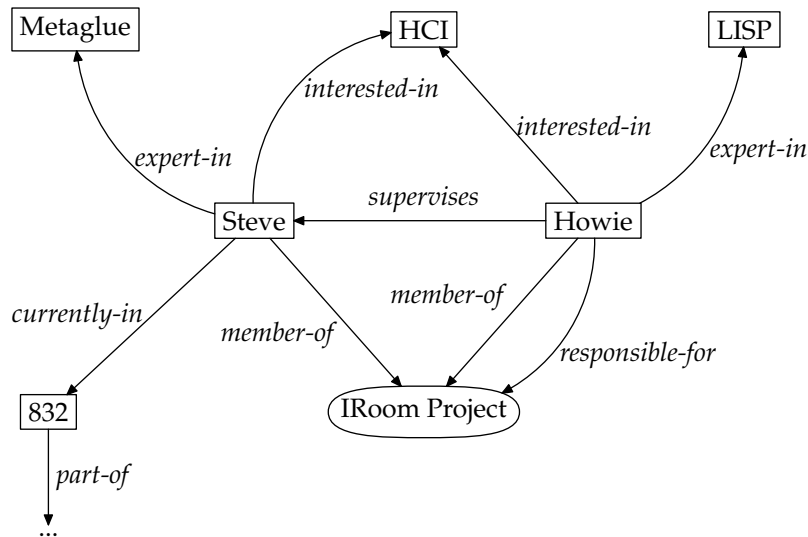 Metaglue
HCI
LISP
interested-in
interested-in
expert-in
expert-in
supervises
Steve
Howie
currently-in
member-of
member-of
responsible-for
832
IRoom Project
part-of
...